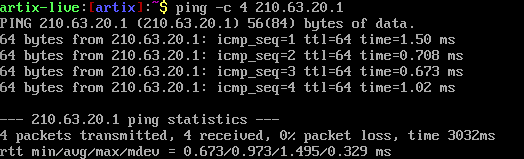 artix-live:[artix]:~$ ping -c 4 210.63.20.1
PING 210.63.20.1 (210.63.20.1) 56(84) bytes of data.
64 bytes from 210.63.20.1: icmp_seq=1 ttl=64 time=1.50 ms
64 bytes from 210.63.20.1: icmp_seq=2 ttl=64 time=0.708 ms
64 bytes from 210.63.20.1: icmp_seq=3 ttl=64 time=0.673 ms
64 bytes from 210.63.20.1: icmp_seq=4 ttl=64 time=1.02 ms

--- 210.63.20.1 ping statistics ---
4 packets transmitted, 4 received, 0% packet loss, time 3032ms
rtt min/avg/max/mdev = 0.673/0.973/1.495/0.329 ms